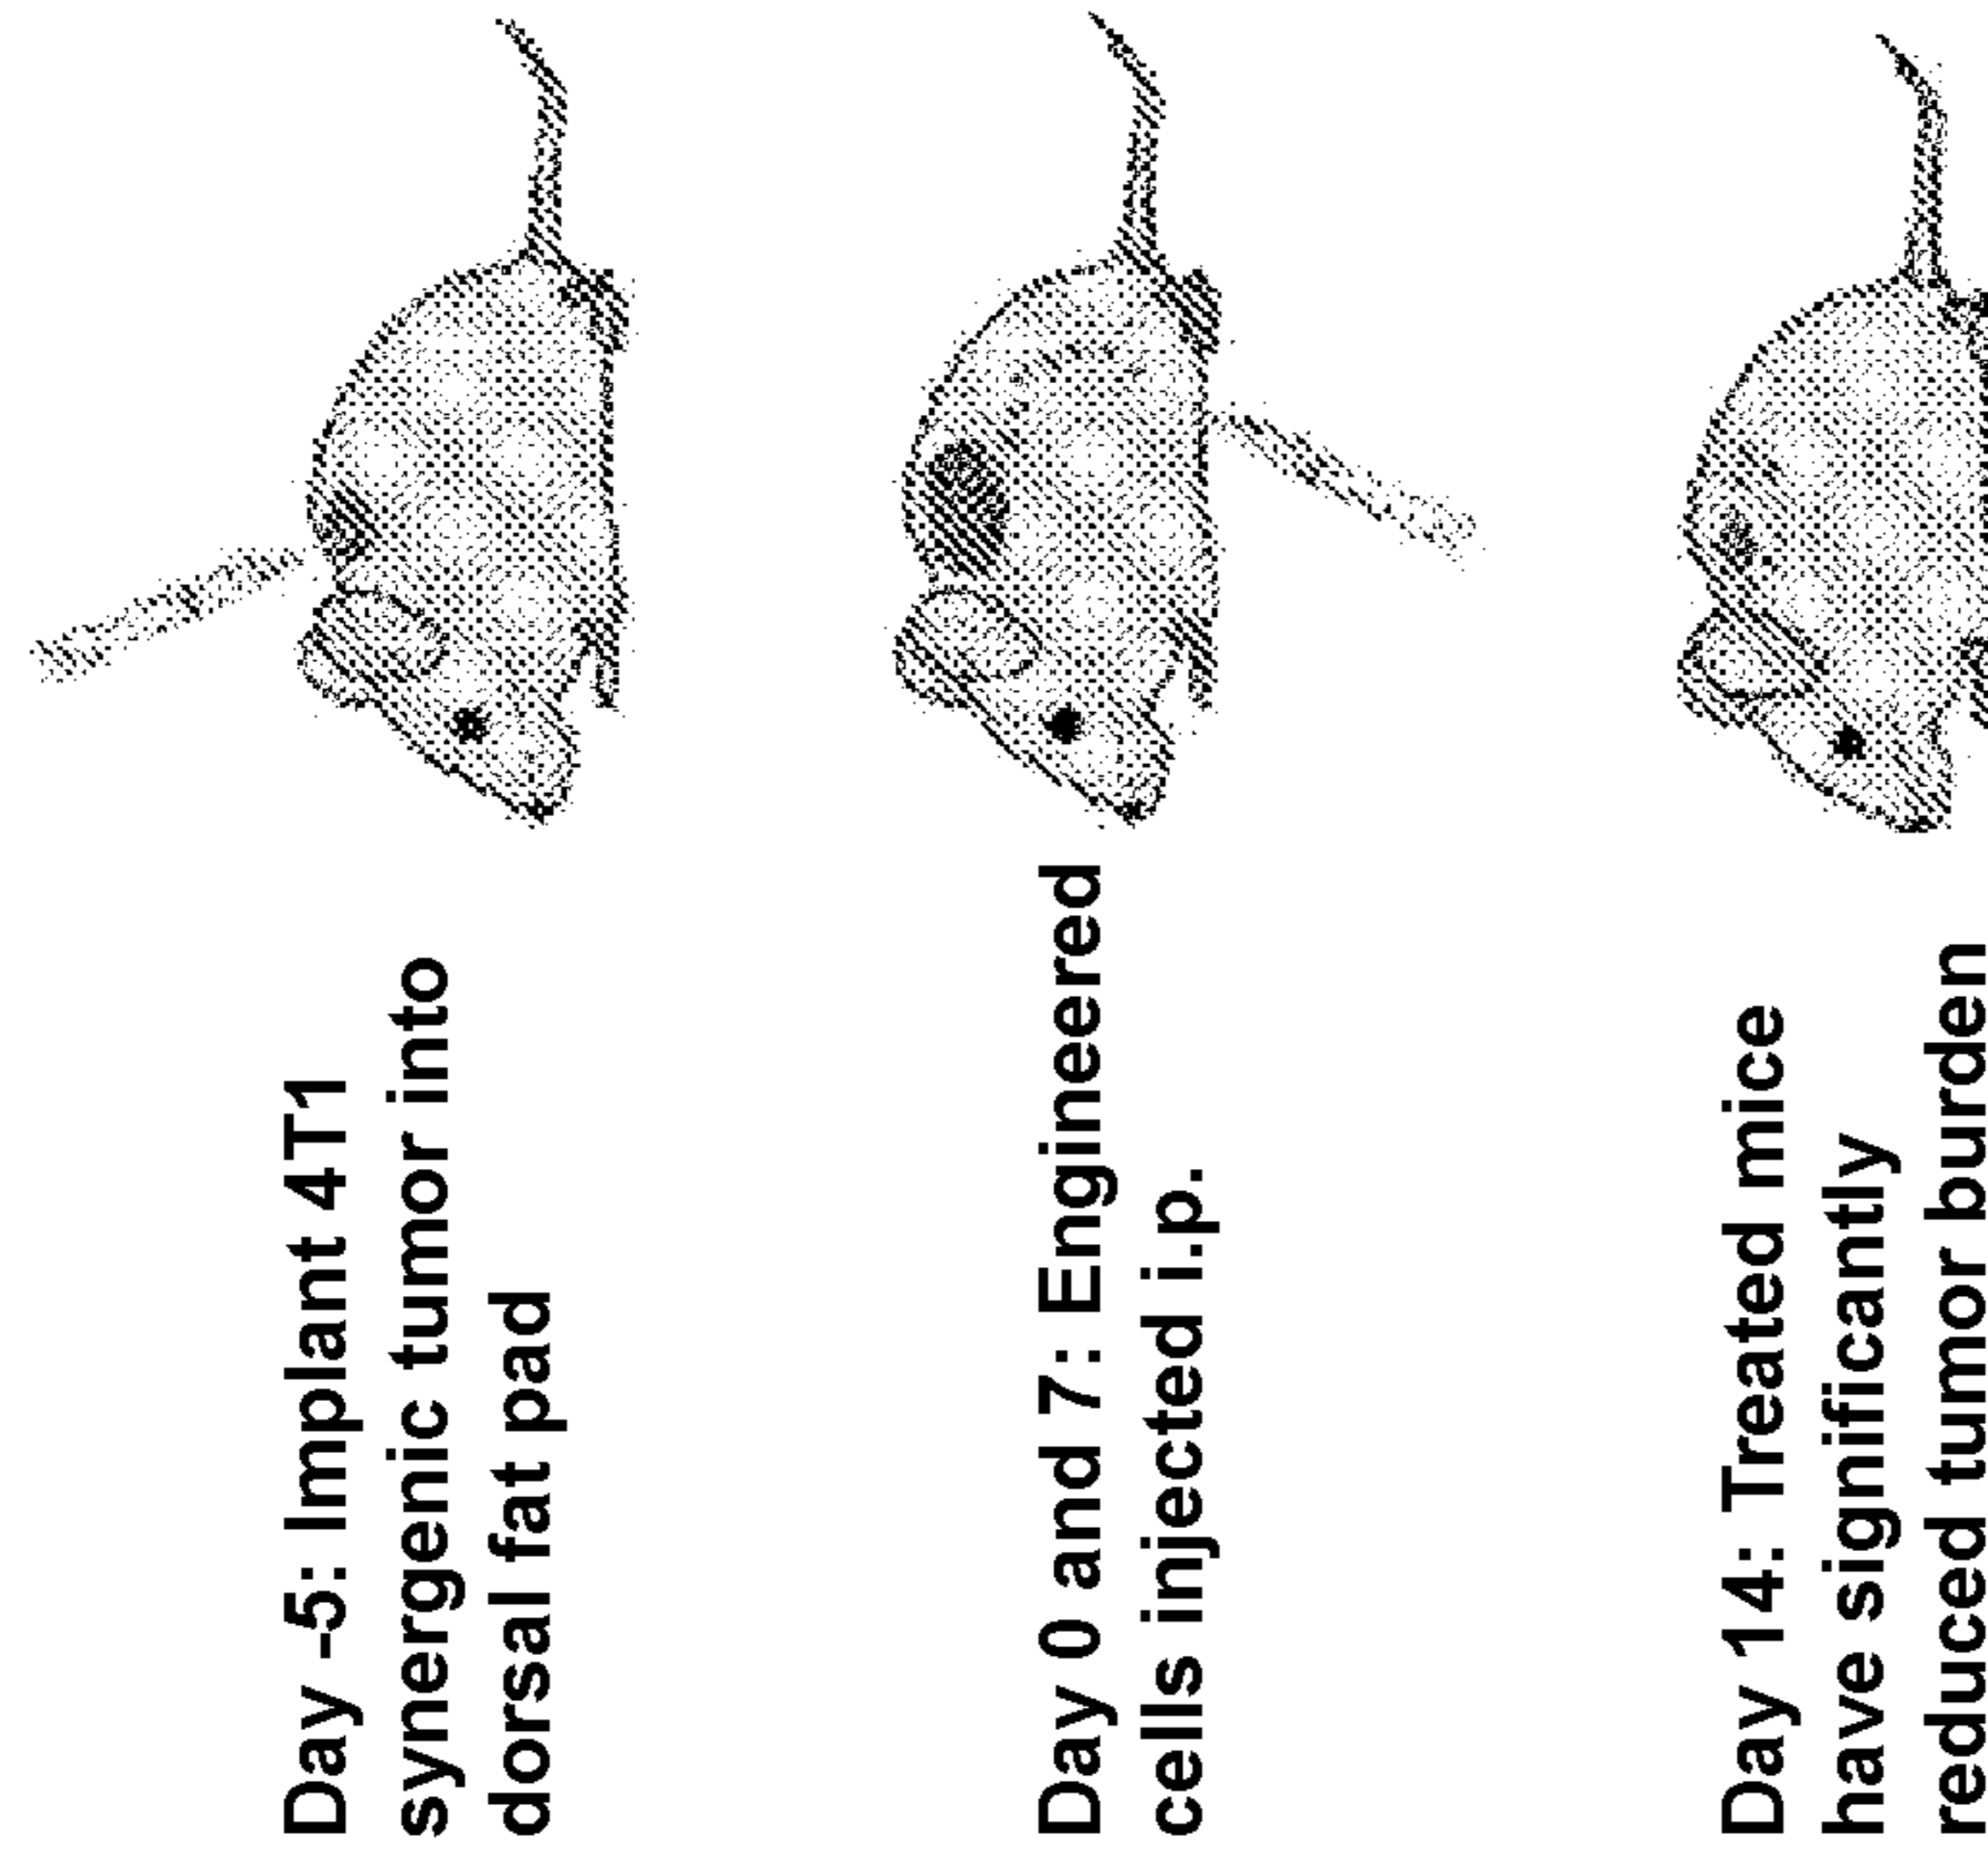 Day -5: Implant 4T1
synergenic tumor into
dorsal fat pad
Day 0 and 7: Engineered
cells injected i.p.
Day 14: Treated mice
have significantly
reduced tumor burden